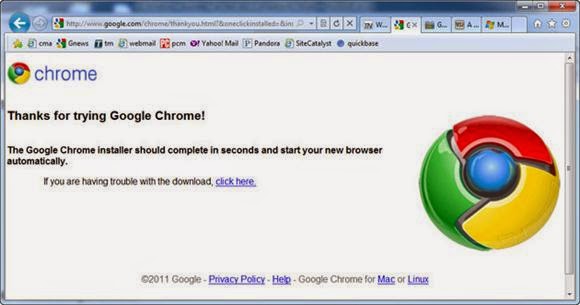 http://www.google.com/chrome/thankyou.html?&oneclickinstalled=&in
W... G A ... M...
cma Gnews tm webmail pcm Yahoo! Mail Pandora SiteCatalyst quickbase
chrome
Thanks for trying Google Chrome!
The Google Chrome installer should complete in seconds and start your new browser
automatically.
If you are having trouble with the download, click here.
©2011 Google - Privacy Policy - Help - Google Chrome for Mac or Linux